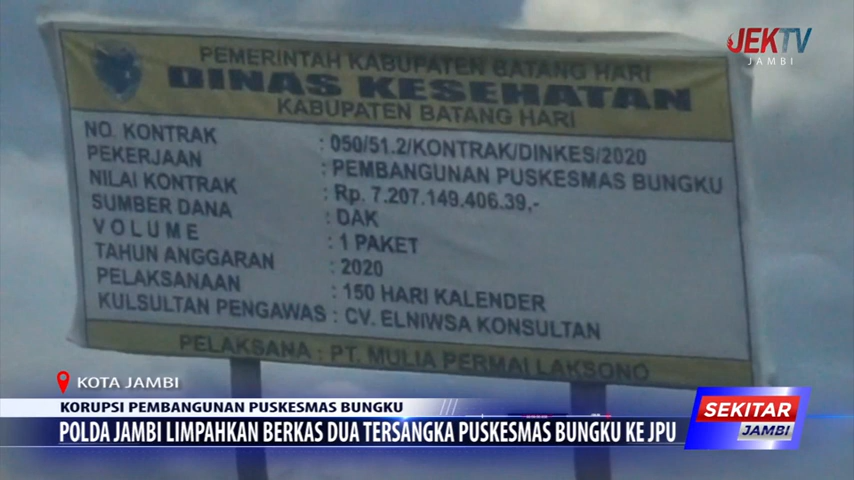 JEKTV
JAMBI
PEMERINTAH KABUPATEN BATANG HARI
DINAS KESEHATAN
KABUPATEN BATANG HARI
NO. KONTRAK : 050/51.2/KONTRAK/DINKES/2020
PEKERJAAN : PEMBANGUNAN PUSKESMAS BUNGKU
NILAI KONTRAK : Rp. 7.207.149.406.39,-
SUMBER DANA : DAK
VOLUME : 1 PAKET
TAHUN ANGGARAN : 2020
PELAKSANAAN : 150 HARI KALENDER
KULSULTAN PENGAWAS : CV. ELNIWSA KONSULTAN
PELAKSANA : PT. MULIA PERMAI LAKSONO
KOTA JAMBI
KORUPSI PEMBANGUNAN PUSKESMAS BUNGKU
POLDA JAMBI LIMPAHKAN BERKAS DUA TERSANGKA PUSKESMAS BUNGKU KE JPU
SEKITAR
JAMBI